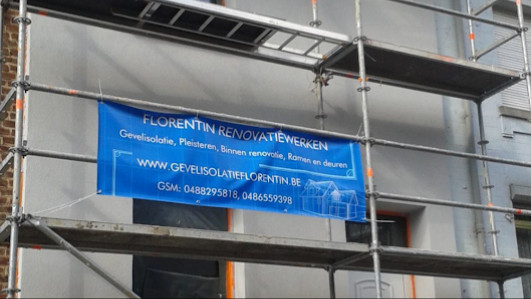 FLORENTIN RENOVATIEWERKEN
Gevelisolatie, Pleisteren, Binnen renovatie, Ramen en deuren
WWW.GEVELISOLATIEFLORENTIN.BE
GSM: 0488295818, 0486559398